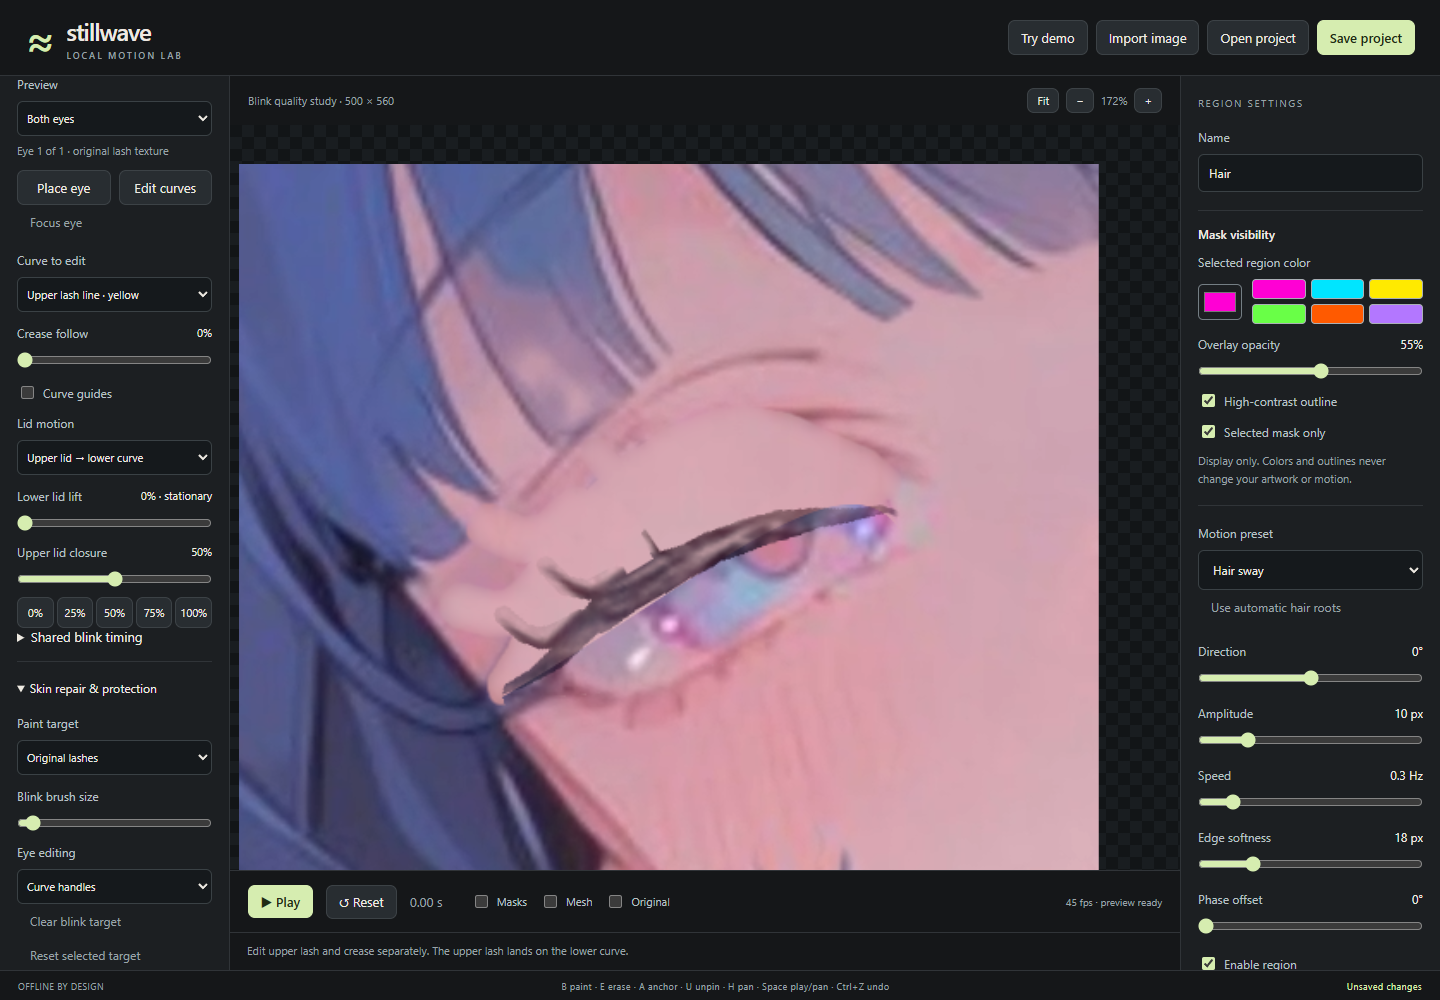 stillwave
LOCAL MOTION LAB
Try demo
Import image
Open project
Save project
Preview
Both eyes
Eye 1 of 1 · original lash texture
Place eye
Edit curves
Focus eye
Curve to edit
Upper lash line · yellow
Crease follow 0%
Curve guides
Lid motion
Upper lid → lower curve
Lower lid lift 0% · stationary
Upper lid closure 50%
0% 25% 50% 75% 100%
▶ Shared blink timing
▼ Skin repair & protection
Paint target
Original lashes
Blink brush size
Eye editing
Curve handles
Clear blink target
Reset selected target
Blink quality study · 500 × 560
Fit − 172% +
▶ Play
↺ Reset
0.00 s
Masks
Mesh
Original
45 fps · preview ready
Edit upper lash and crease separately. The upper lash lands on the lower curve.
REGION SETTINGS
Name
Hair
Mask visibility
Selected region color
Overlay opacity 55%
High-contrast outline
Selected mask only
Display only. Colors and outlines never
change your artwork or motion.
Motion preset
Hair sway
Use automatic hair roots
Direction 0°
Amplitude 10 px
Speed 0.3 Hz
Edge softness 18 px
Phase offset 0°
Enable region
OFFLINE BY DESIGN
B paint · E erase · A anchor · U unpin · H pan · Space play/pan · Ctrl+Z undo
Unsaved changes